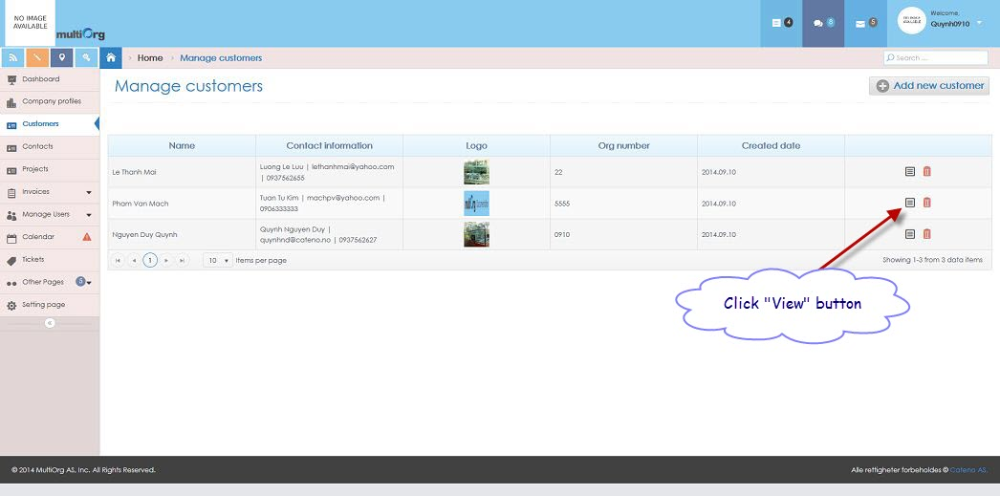 NO IMAGE
AVAILABLE
multiOrg
4
8
5
Welcome,
Quynh0910
Home
Manage customers
Search ...
Dashboard
Company profiles
Customers
Contacts
Projects
Invoices
Manage Users
Calendar
Tickets
Other Pages 5
Setting page
Manage customers
Add new customer
Name Contact information Logo Org number Created date
Le Thanh Mai
Luong Le Luu | lethanhmai@yahoo.com
| 0937562655
22
2014.09.10
Pham Van Mach
Tuan Tu Kim | machpv@yahoo.com |
0906333333
multiOrg
5555
2014.09.10
Nguyen Duy Quynh
Quynh Nguyen Duy |
quynhnd@cateno.no | 0937562627
0910
2014.09.10
1
10
Items per page
Showing 1-3 from 3 data items
Click "View" button
© 2014 MultiOrg AS, Inc. All Rights Reserved.
Alle rettigheter forbeholdes © Cateno AS.